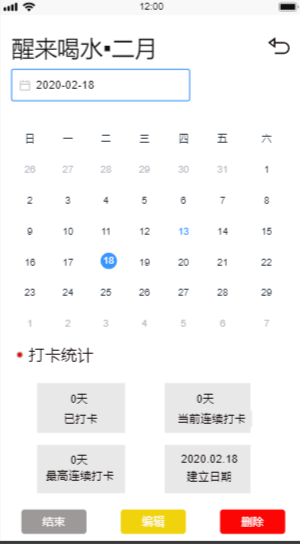 12:00
醒来喝水▪二月
2020-02-18
日 一 二 三 四 五 六
26 27 28 29 30 31 1
2 3 4 5 6 7 8
9 10 11 12 13 14 15
16 17 18 19 20 21 22
23 24 25 26 27 28 29
1 2 3 4 5 6 7
打卡统计
0天 0天
已打卡 当前连续打卡
0天 2020.02.18
最高连续打卡 建立日期
结束 编辑 删除